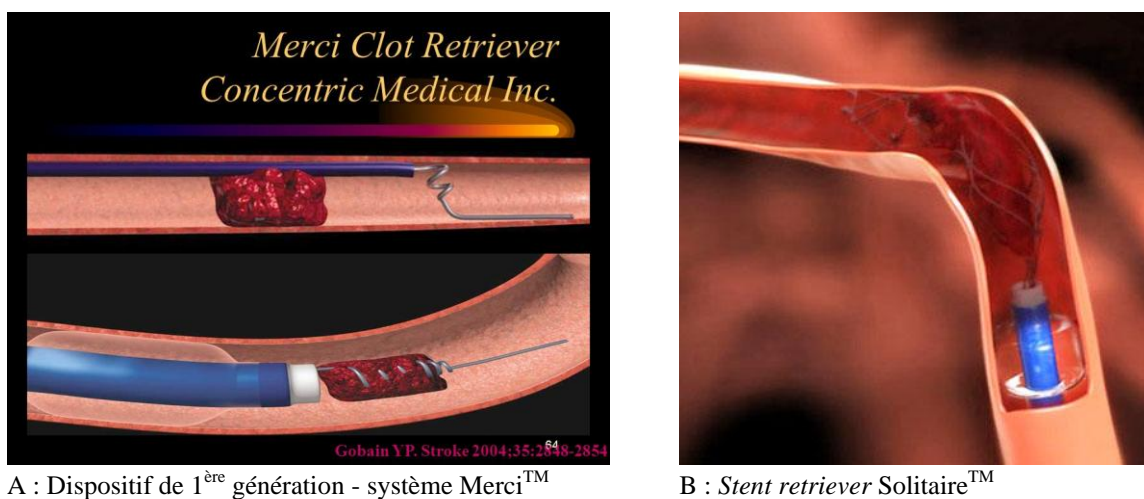 Merci Clot Retriever
Concentric Medical Inc.
64
Gobain YP. Stroke 2004;35:2848-2854
A : Dispositif de 1ère génération - système Merci™
B : Stent retriever Solitaire™